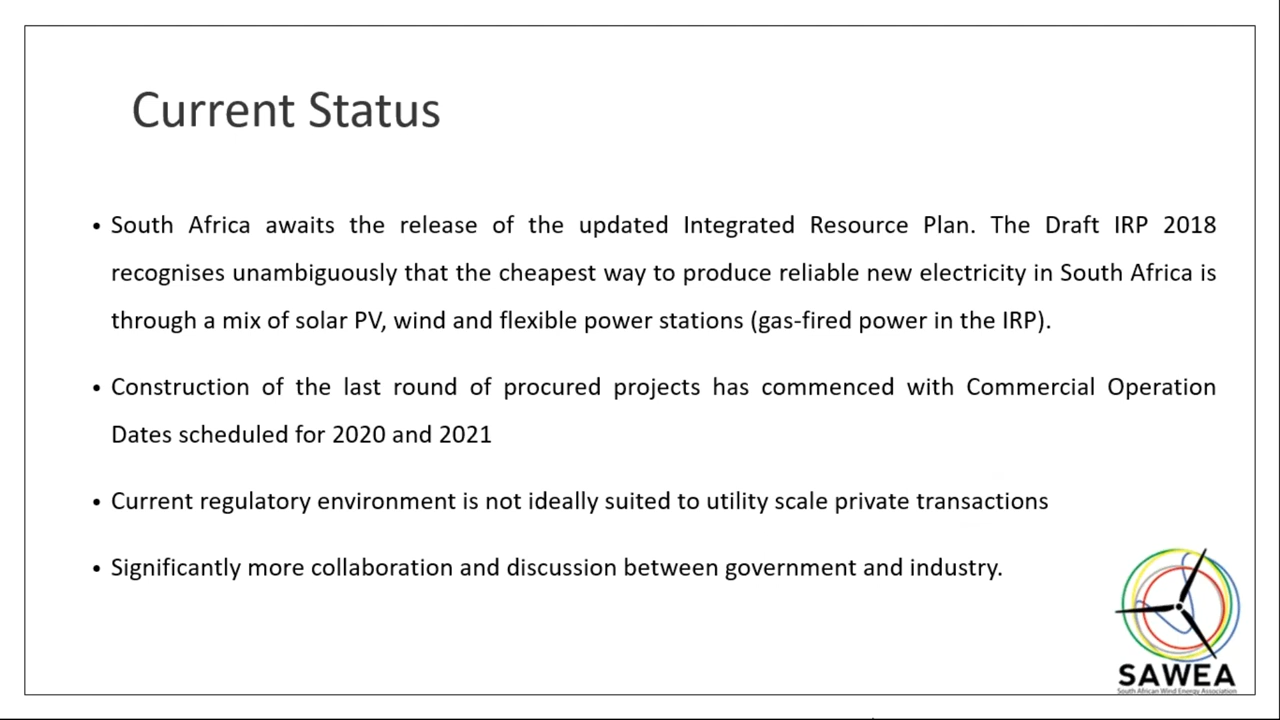 Current Status
• South Africa awaits the release of the updated Integrated Resource Plan. The Draft IRP 2018
recognises unambiguously that the cheapest way to produce reliable new electricity in South Africa is
through a mix of solar PV, wind and flexible power stations (gas-fired power in the IRP).
• Construction of the last round of procured projects has commenced with Commercial Operation
Dates scheduled for 2020 and 2021
• Current regulatory environment is not ideally suited to utility scale private transactions
• Significantly more collaboration and discussion between government and industry.
SAWEA
South African Wind Energy Association